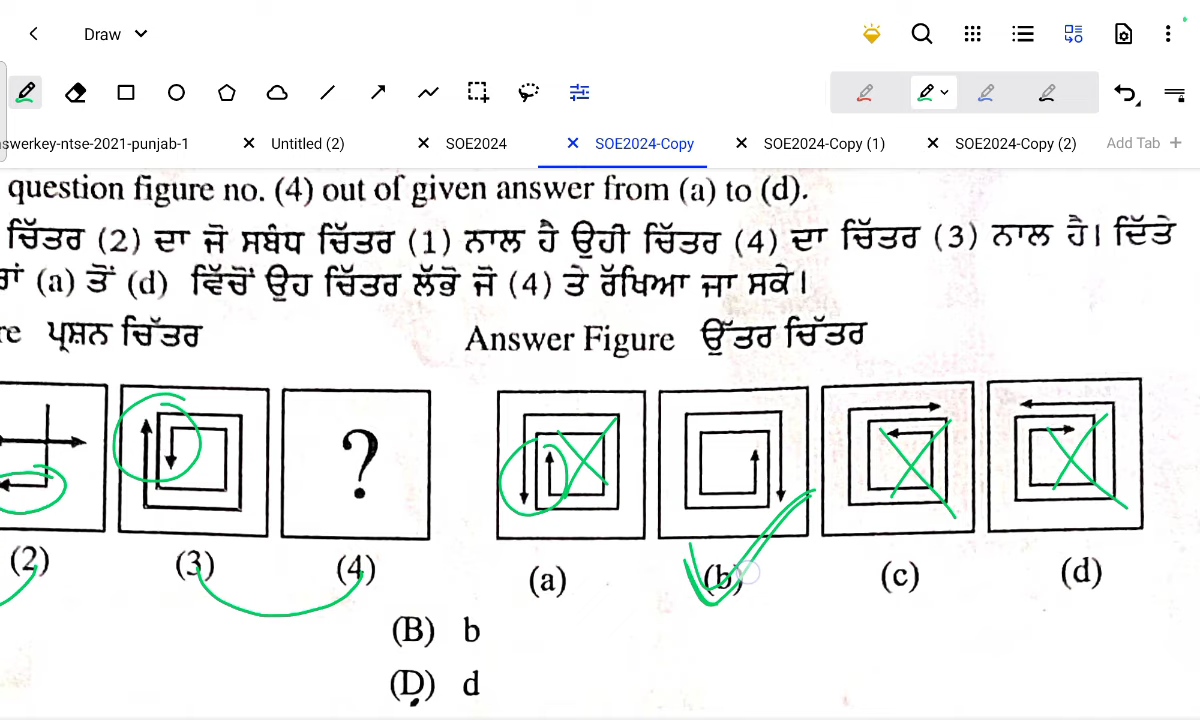 Draw
swerkey-ntse-2021-punjab-1
Untitled (2)
SOE2024
SOE2024-Copy
SOE2024-Copy (1)
SOE2024-Copy (2)
Add Tab +
question figure no. (4) out of given answer from (a) to (d).
ਚਿੱਤਰ (2) ਦਾ ਜੋ ਸਬੰਧ ਚਿੱਤਰ (1) ਨਾਲ ਹੈ ਉਹੀ ਚਿੱਤਰ (4) ਦਾ ਚਿੱਤਰ (3) ਨਾਲ ਹੈ। ਦਿੱਤੇ
ਰਾਂ (a) ਤੋਂ (d) ਵਿੱਚੋਂ ਉਹ ਚਿੱਤਰ ਲੱਭੋ ਜੋ (4) ਤੇ ਰੱਖਿਆ ਜਾ ਸਕੇ।
re ਪ੍ਰਸ਼ਨ ਚਿੱਤਰ Answer Figure ਉੱਤਰ ਚਿੱਤਰ
?
(2) (3) (4) (a) (b) (c) (d)
(B) b
(D) d